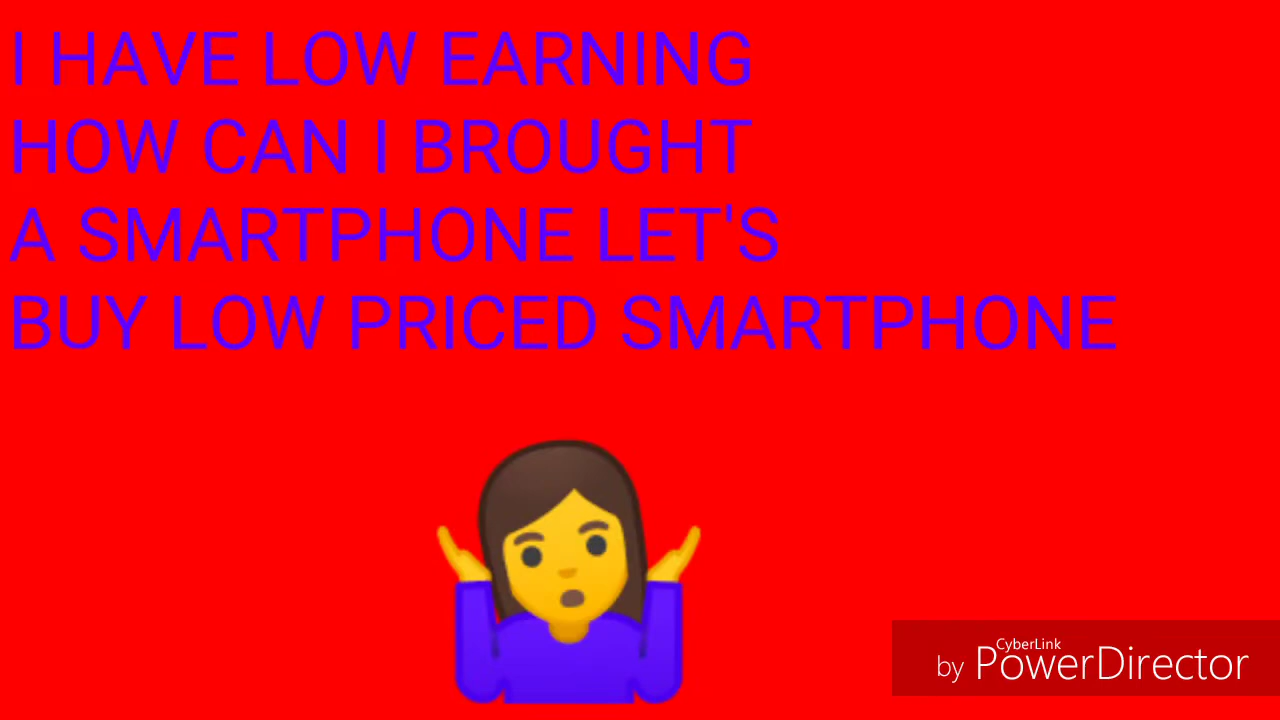 I HAVE LOW EARNING
HOW CAN I BROUGHT
A SMARTPHONE LET'S
BUY LOW PRICED SMARTPHONE
CyberLink
by PowerDirector